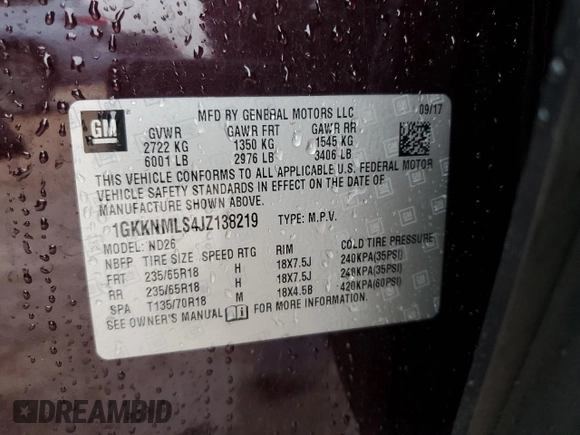 MFD BY GENERAL MOTORS LLC 09/17
GM
GVWR GAWR FRT GAWR RR
2722 KG 1350 KG 1545 KG
6001 LB 2976 LB 3406 LB
THIS VEHICLE CONFORMS TO ALL APPLICABLE U.S. FEDERAL MOTOR
VEHICLE SAFETY STANDARDS IN EFFECT ON THE DATE OF
MANUFACTURE SHOWN ABOVE.
1GKKNMLS4JZ138219 TYPE: M.P.V.
MODEL: ND26
NBFP TIRE SIZE SPEED RTG RIM COLD TIRE PRESSURE
FRT 235/65R18 H 18X7.5J 240KPA(35PSI)
RR 235/65R18 H 18X7.5J 240KPA(35PSI)
SPA T135/70R18 M 18X4.5B 420KPA(60PSI)
SEE OWNER'S MANUAL
DREAMBID